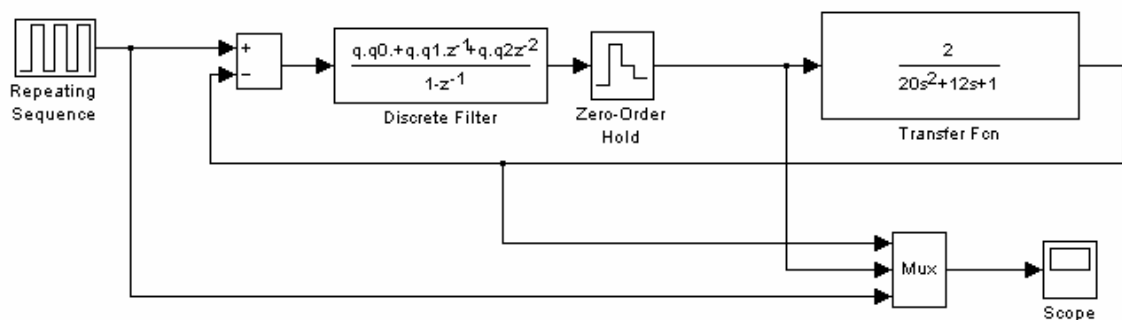 Repeating
Sequence
+
−
q.q0.+q.q1.z-1+q.q2z-2
1-z-1
Discrete Filter
Zero-Order
Hold
2
20s2+12s+1
Transfer Fcn
Mux
Scope